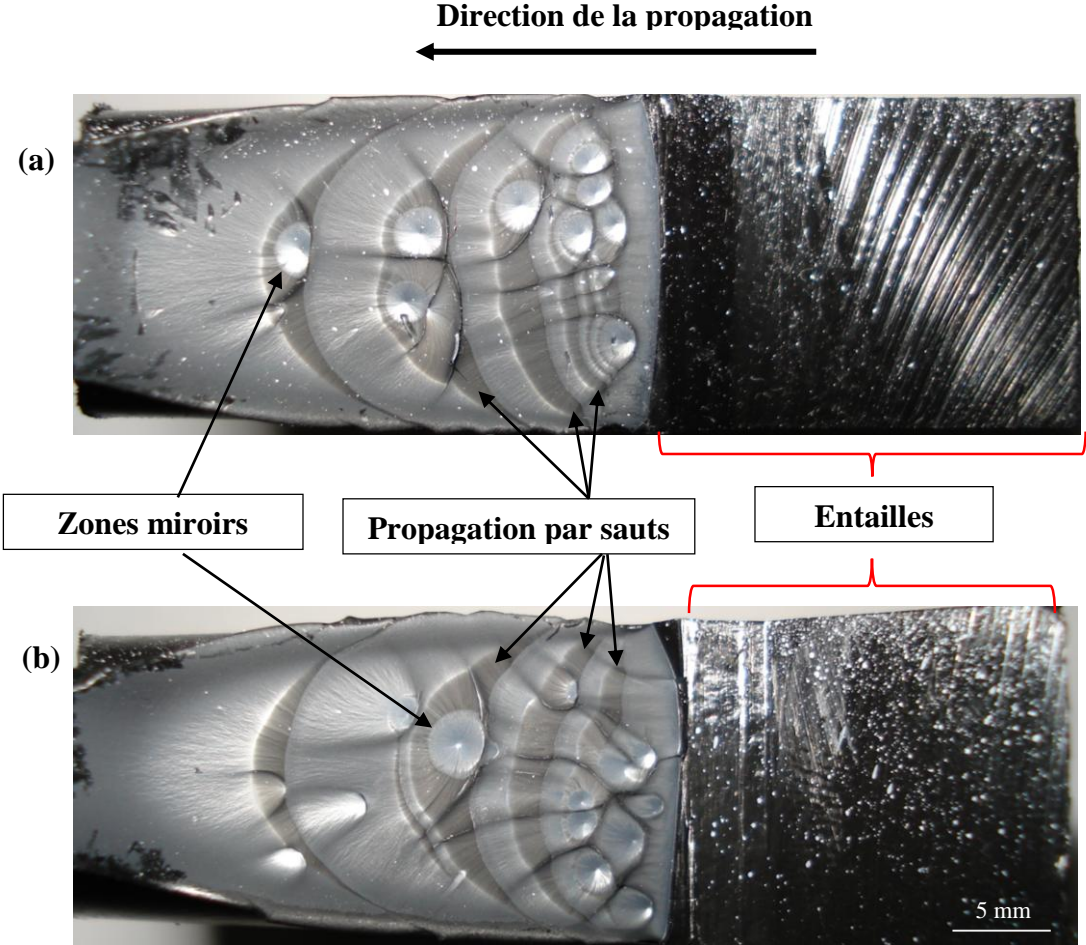 Direction de la propagation
(a)
Zones miroirs
Propagation par sauts
Entailles
(b)
5 mm